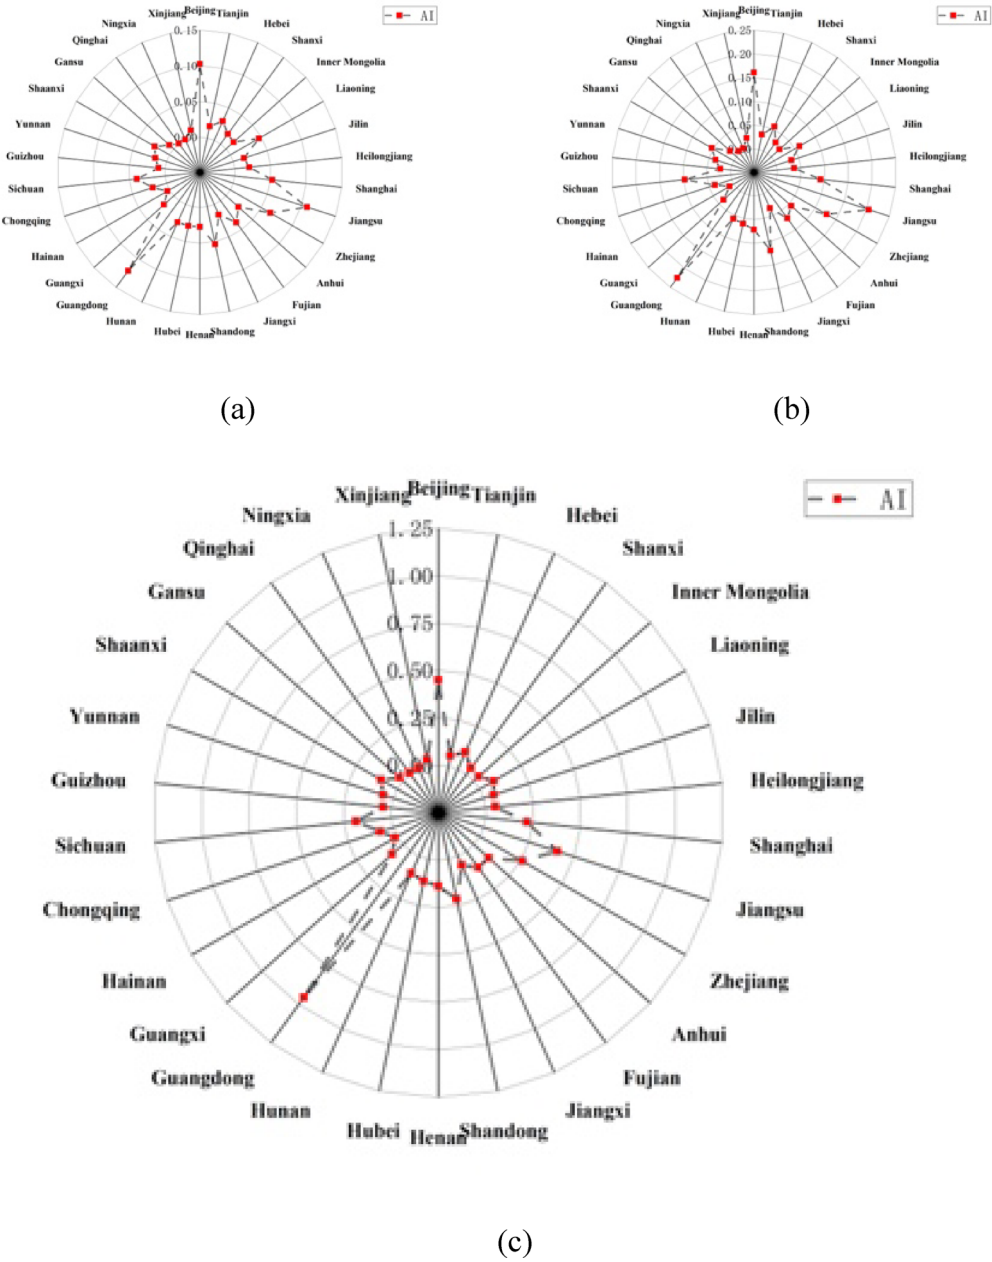 Beijing
Tianjin
Hebei
Shanxi
Inner Mongolia
Liaoning
Jilin
Heilongjiang
Shanghai
Jiangsu
Zhejiang
Anhui
Fujian
Jiangxi
Shandong
Henan
Hubei
Hunan
Guangdong
Guangxi
Hainan
Chongqing
Sichuan
Guizhou
Yunnan
Shaanxi
Gansu
Qinghai
Ningxia
Xinjiang
0.15
0.10
0.05
AI
(a)
Beijing
Tianjin
Hebei
Shanxi
Inner Mongolia
Liaoning
Jilin
Heilongjiang
Shanghai
Jiangsu
Zhejiang
Anhui
Fujian
Jiangxi
Shandong
Henan
Hubei
Hunan
Guangdong
Guangxi
Hainan
Chongqing
Sichuan
Guizhou
Yunnan
Shaanxi
Gansu
Qinghai
Ningxia
Xinjiang
0.25
0.20
0.15
0.10
0.05
AI
(b)
Beijing
Tianjin
Hebei
Shanxi
Inner Mongolia
Liaoning
Jilin
Heilongjiang
Shanghai
Jiangsu
Zhejiang
Anhui
Fujian
Jiangxi
Shandong
Henan
Hubei
Hunan
Guangdong
Guangxi
Hainan
Chongqing
Sichuan
Guizhou
Yunnan
Shaanxi
Gansu
Qinghai
Ningxia
Xinjiang
1.25
1.00
0.75
0.50
0.25
AI
(c)